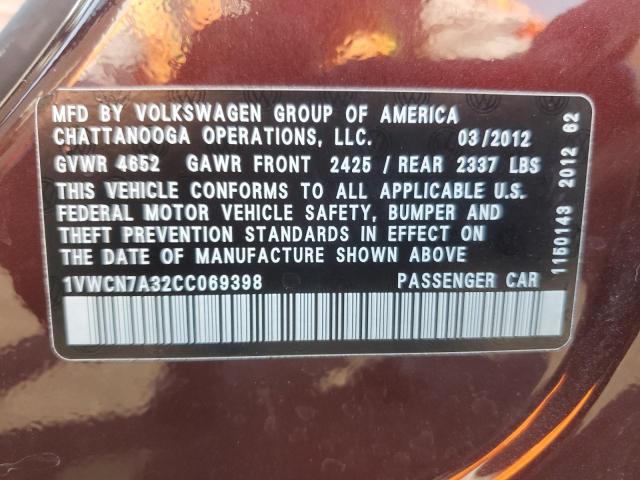 MFD BY VOLKSWAGEN GROUP OF AMERICA
CHATTANOOGA OPERATIONS, LLC. 03/2012
GVWR 4652 GAWR FRONT 2425 / REAR 2337 LBS
THIS VEHICLE CONFORMS TO ALL APPLICABLE U.S.
FEDERAL MOTOR VEHICLE SAFETY, BUMPER AND
THEFT PREVENTION STANDARDS IN EFFECT ON
THE DATE OF MANUFACTURE SHOWN ABOVE
1VWCN7A32CC069398 PASSENGER CAR
1150143 2012 62